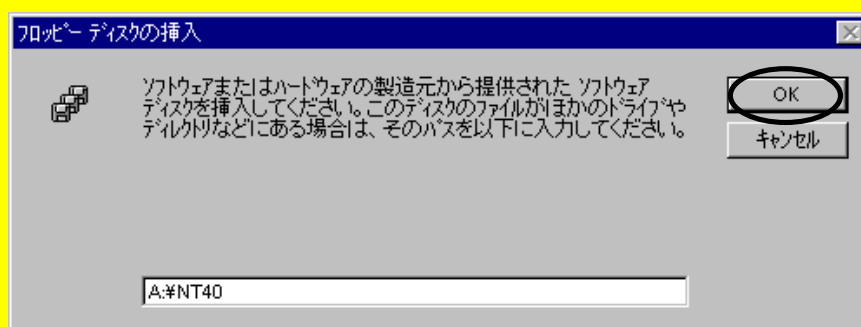 フロッピー ディスクの挿入
ソフトウェアまたはハードウェアの製造元から提供された ソフトウェア
ディスクを挿入してください。このディスクのファイルがほかのドライブや
ディレクトリなどにある場合は、そのパスを以下に入力してください。
OK
キャンセル
A:¥NT40